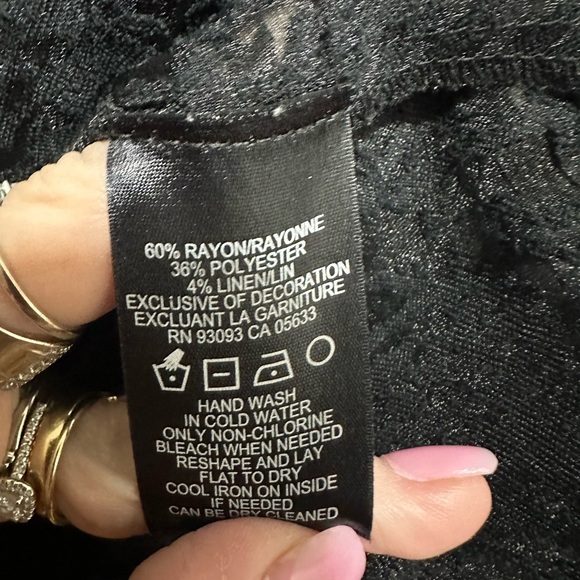 60% RAYON/RAYONNE
36% POLYESTER
4% LINEN/LIN
EXCLUSIVE OF DECORATION
EXCLUANT LA GARNITURE
RN 93093 CA 05633
HAND WASH
IN COLD WATER
ONLY NON-CHLORINE
BLEACH WHEN NEEDED
RESHAPE AND LAY
FLAT TO DRY
COOL IRON ON INSIDE
IF NEEDED
CAN BE DRY CLEANED